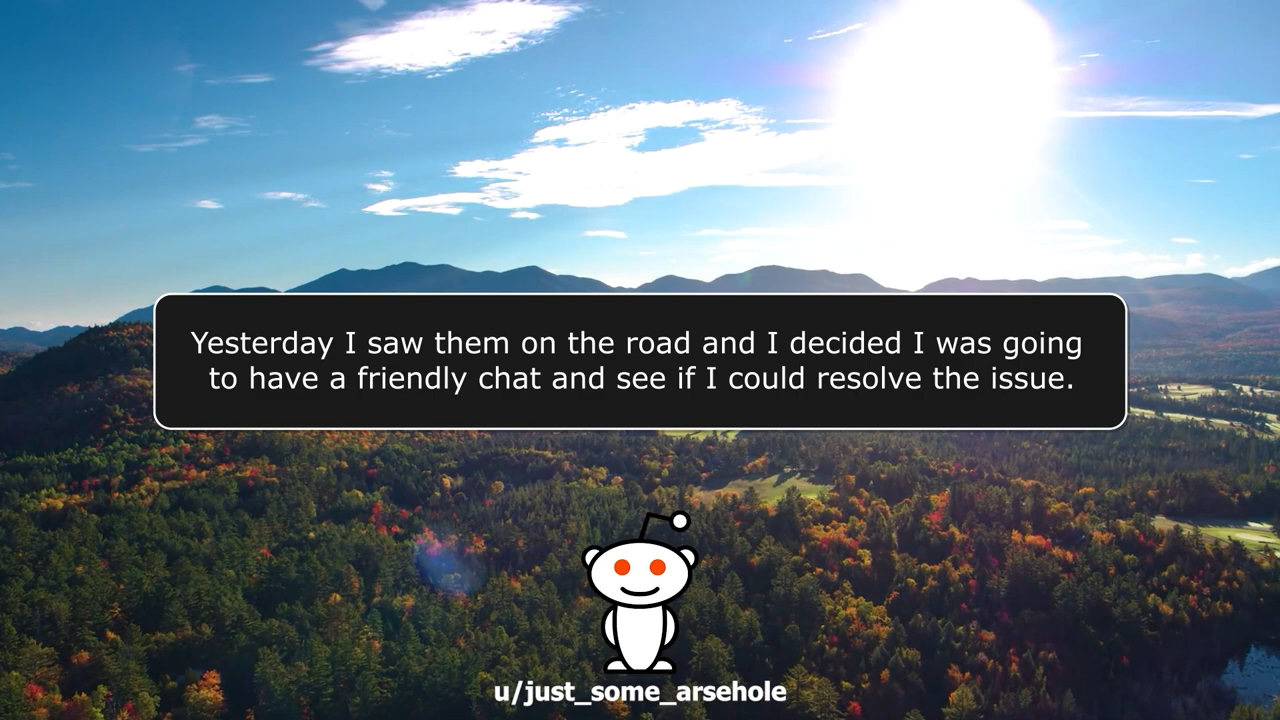 Yesterday I saw them on the road and I decided I was going
to have a friendly chat and see if I could resolve the issue.
u/just_some_arsehole